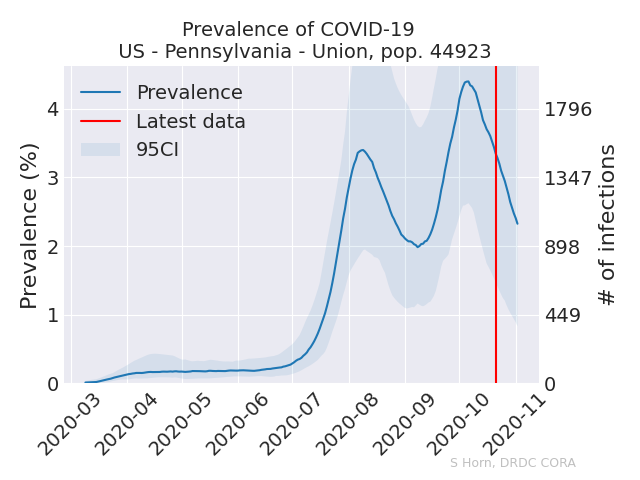 Prevalence of COVID-19
US - Pennsylvania - Union, pop. 44923
Prevalence
Latest data
95CI
Prevalence (%)
4
3
2
1
0
1796
1347
898
449
0
# of infections
2020-03
2020-04
2020-05
2020-06
2020-07
2020-08
2020-09
2020-10
2020-11
S Horn, DRDC CORA